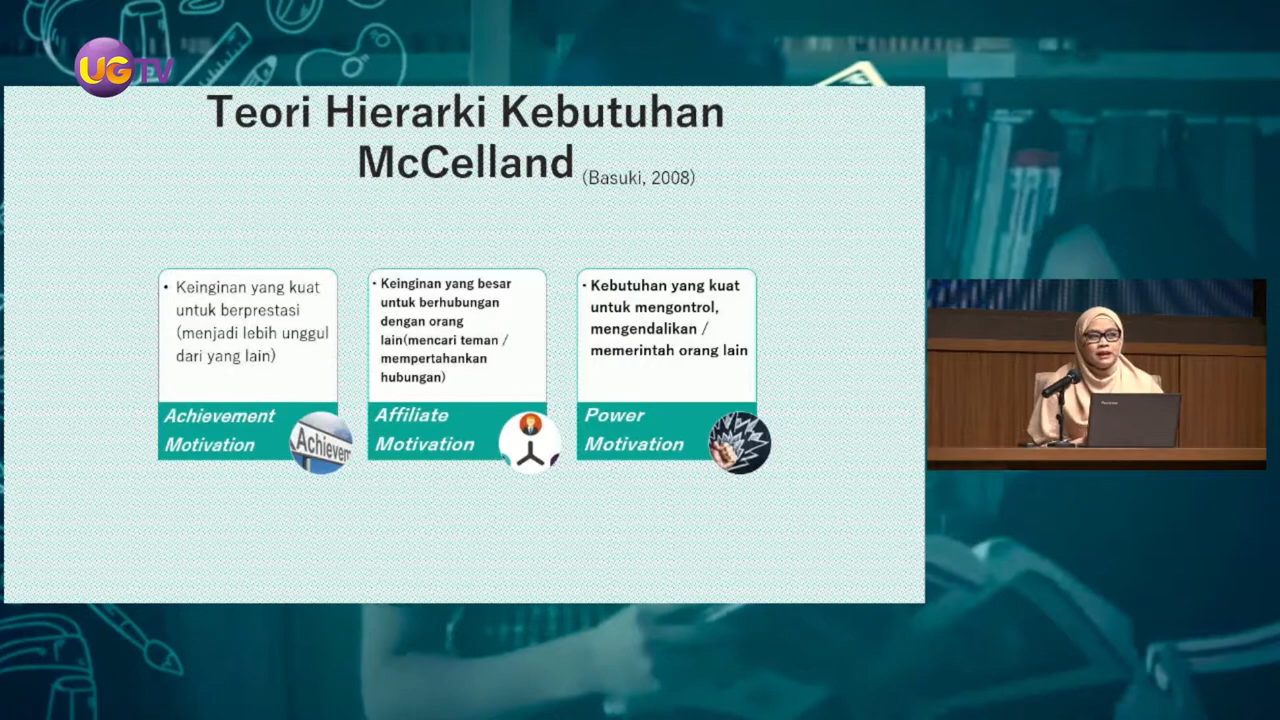 UGTV
Teori Hierarki Kebutuhan
McCelland (Basuki, 2008)
• Keinginan yang kuat
untuk berprestasi
(menjadi lebih unggul
dari yang lain)
Achievement
Motivation
Achievem
• Keinginan yang besar
untuk berhubungan
dengan orang
lain(mencari teman /
mempertahankan
hubungan)
Affiliate
Motivation
• Kebutuhan yang kuat
untuk mengontrol,
mengendalikan /
memerintah orang lain
Power
Motivation